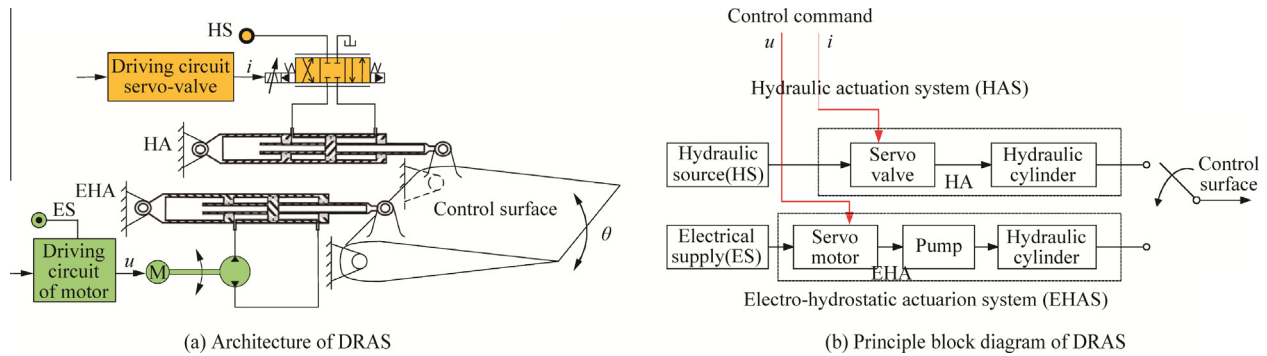 HS
Driving circuit
servo-valve
i
HA
EHA
ES
Driving
circuit
of motor
u
M
Control surface
θ
(a) Architecture of DRAS
Control command
u
i
Hydraulic actuation system (HAS)
Hydraulic
source(HS)
Servo
valve
HA
Hydraulic
cylinder
Control
surface
Electrical
supply(ES)
Servo
motor
EHA
Pump
Hydraulic
cylinder
Electro-hydrostatic actuarion system (EHAS)
(b) Principle block diagram of DRAS